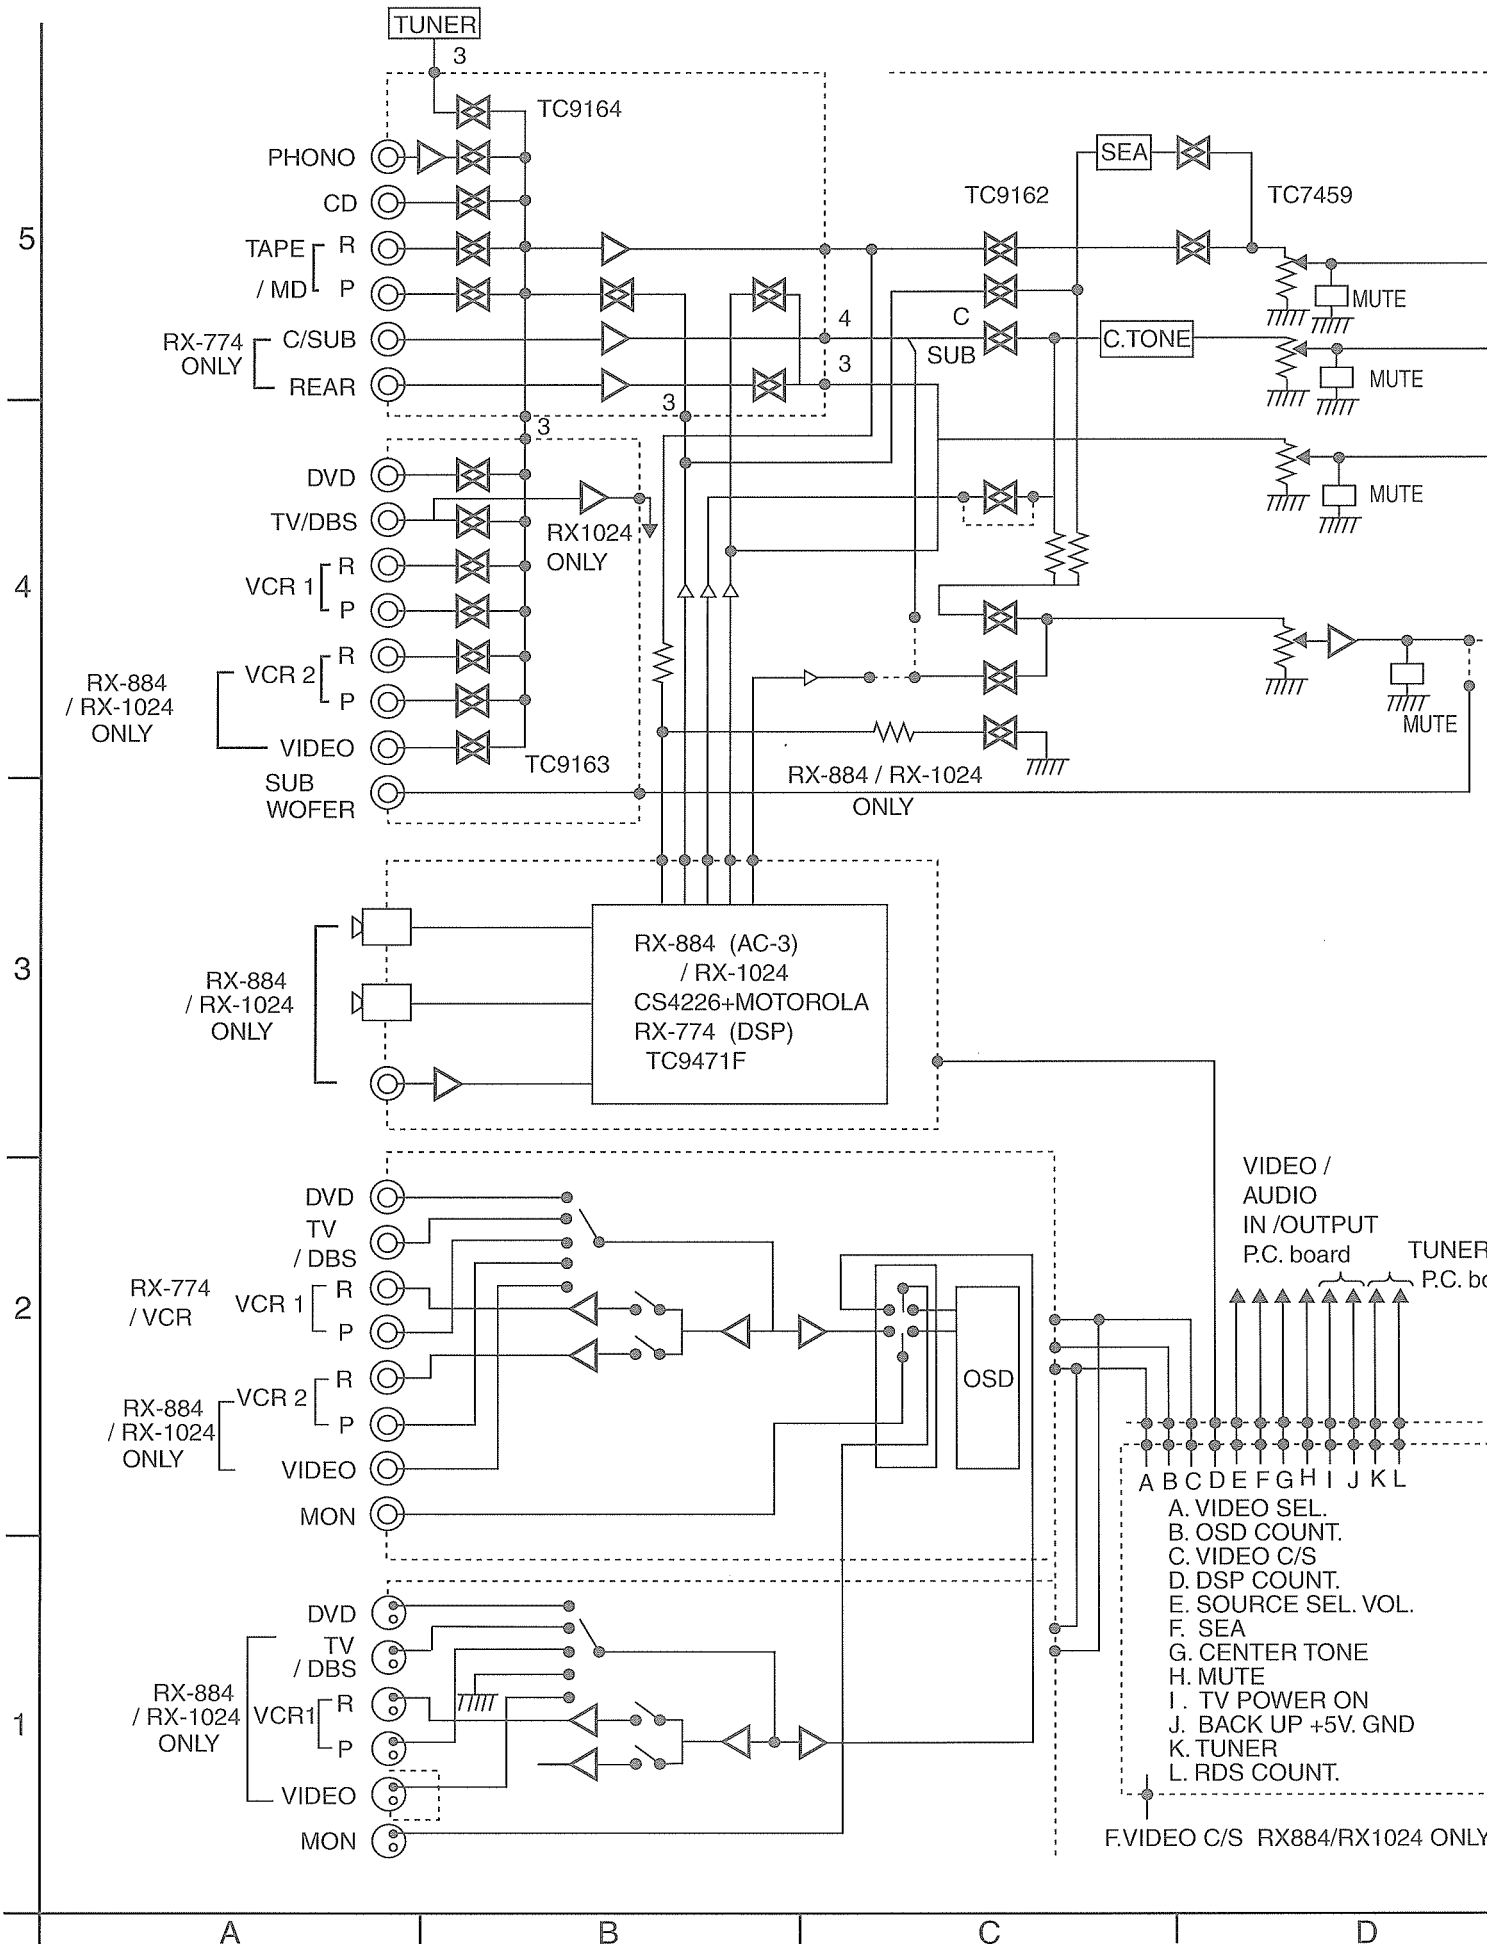 TUNER
3
TC9164
PHONO
CD
TAPE
/ MD
R
P
C/SUB
REAR
RX-774
ONLY
4
3
3
3
C
SUB
TC9162
SEA
TC7459
C.TONE
MUTE
MUTE
MUTE
MUTE
5
DVD
TV/DBS
RX1024
ONLY
VCR 1
R
P
VCR 2
R
P
VIDEO
RX-884
/ RX-1024
ONLY
TC9163
SUB
WOFER
RX-884 / RX-1024
ONLY
4
RX-884
/ RX-1024
ONLY
RX-884 (AC-3)
/ RX-1024
CS4226+MOTOROLA
RX-774 (DSP)
TC9471F
3
DVD
TV
/ DBS
RX-774
/ VCR
VCR 1
R
P
VCR 2
R
P
RX-884
/ RX-1024
ONLY
VIDEO
MON
OSD
2
VIDEO /
AUDIO
IN /OUTPUT
P.C. board
TUNER
P.C. bo
A B C D E F G H I J K L
A. VIDEO SEL.
B. OSD COUNT.
C. VIDEO C/S
D. DSP COUNT.
E. SOURCE SEL. VOL.
F. SEA
G. CENTER TONE
H. MUTE
I. TV POWER ON
J. BACK UP +5V. GND
K. TUNER
L. RDS COUNT.
F.VIDEO C/S RX884/RX1024 ONLY
DVD
TV
/ DBS
RX-884
/ RX-1024
ONLY
VCR1
R
P
VIDEO
MON
1
A
B
C
D